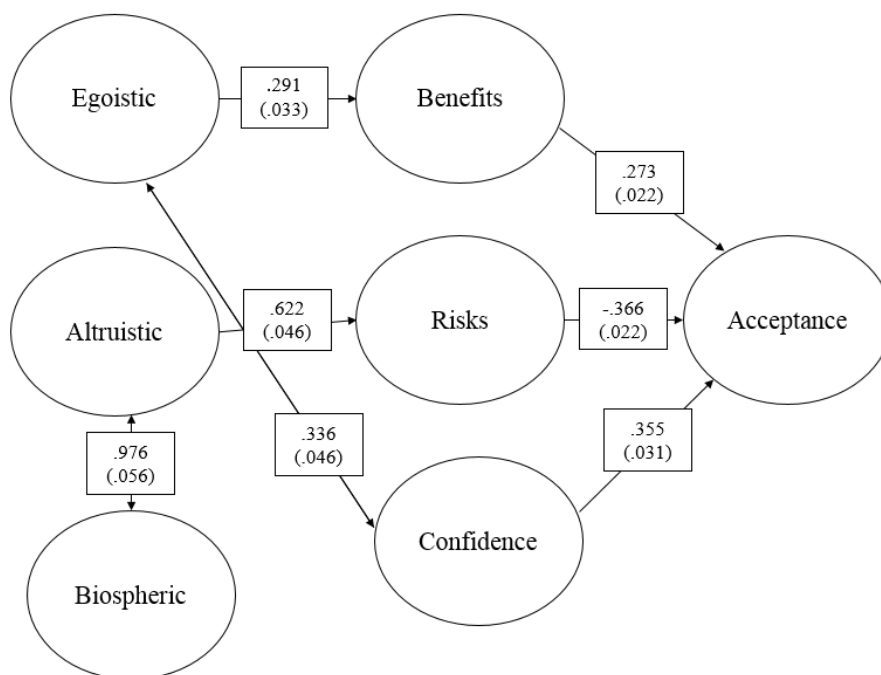 Egoistic
.291
(.033)
Benefits
.273
(.022)
Altruistic
.622
(.046)
Risks
-.366
(.022)
Acceptance
.976
(.056)
.336
(.046)
.355
(.031)
Confidence
Biospheric